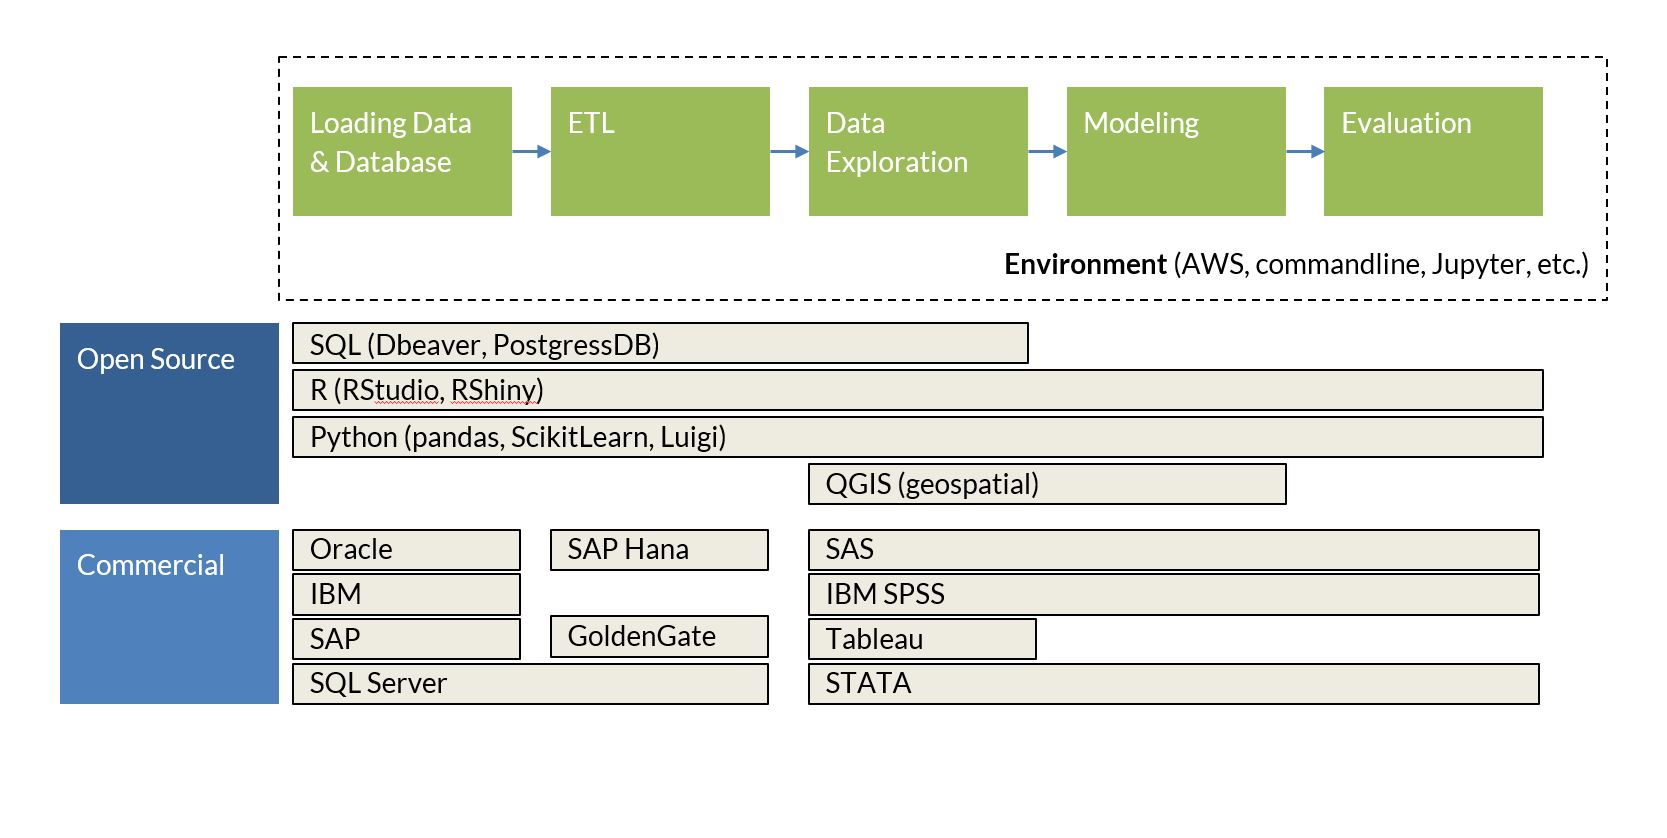 Loading Data
& Database
ETL
Data
Exploration
Modeling
Evaluation
Environment (AWS, commandline, Jupyter, etc.)
Open Source
SQL (Dbeaver, PostgressDB)
R (RStudio, RShiny)
Python (pandas, ScikitLearn, Luigi)
QGIS (geospatial)
Commercial
Oracle
SAP Hana
SAS
IBM
IBM SPSS
SAP
GoldenGate
Tableau
SQL Server
STATA